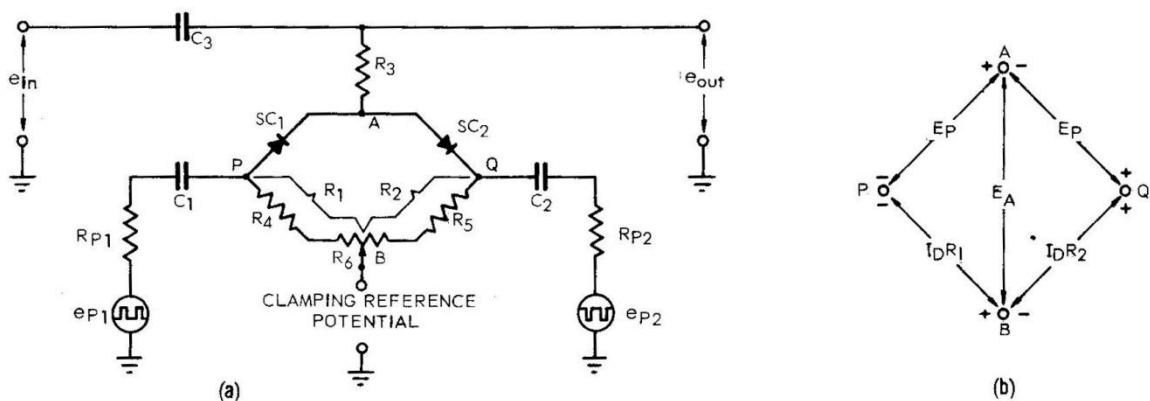 C3
R3
ein
eout
SC1
A
SC2
P
Q
C1
R1
R2
C2
R4
R5
RP1
R6
B
RP2
CLAMPING REFERENCE
POTENTIAL
eP1
eP2
(a)
A
+ −
EP
EP
−
P
−
EA
+
Q
+
IDR1
IDR2
+ −
B
(b)